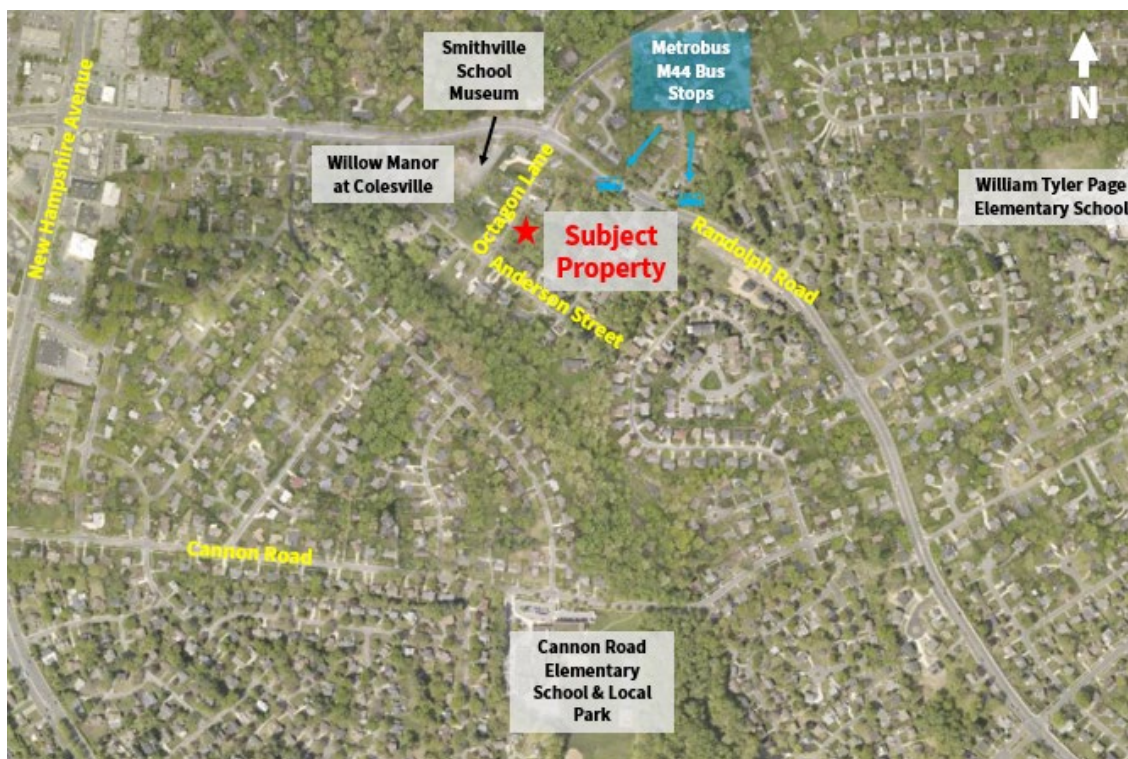 Smithville
School
Museum
Metrobus
M44 Bus
Stops
N
New Hampshire Avenue
Willow Manor
at Colesville
Octagon Lane
William Tyler Page
Elementary School
Subject
Property
Randolph Road
Anderson Street
Cannon Road
Cannon Road
Elementary
School & Local
Park